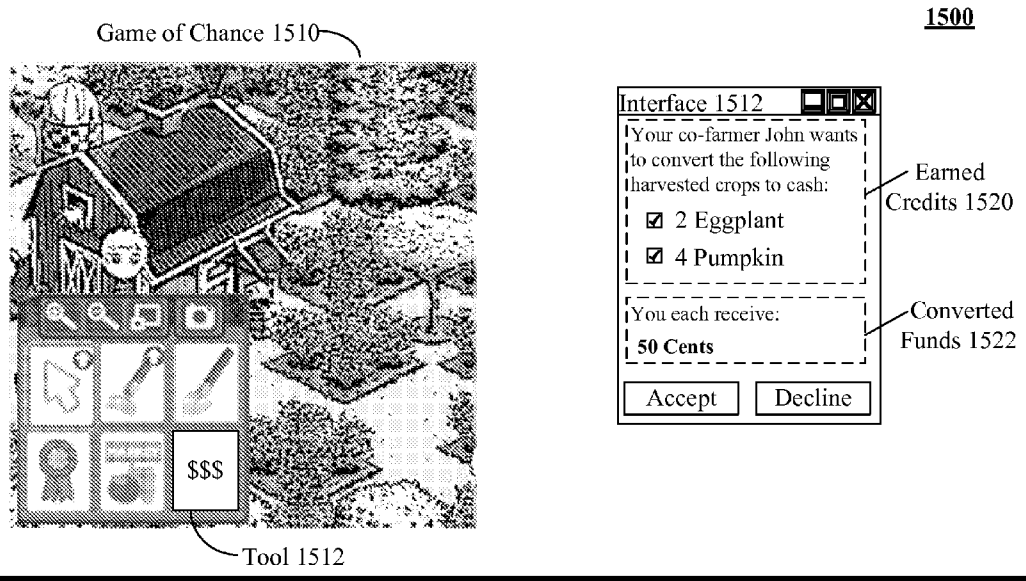 1500
Game of Chance 1510
Interface 1512
Your co-farmer John wants
to convert the following
harvested crops to cash:
2 Eggplant
4 Pumpkin
Earned
Credits 1520
You each receive:
50 Cents
Converted
Funds 1522
Accept
Decline
$$$
Tool 1512